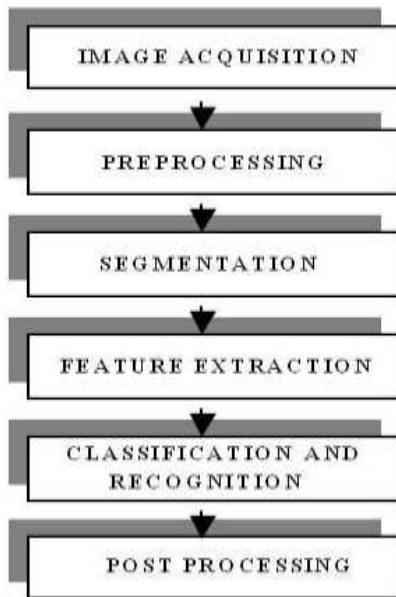 IMAGE ACQUISITION
PREPROCESSING
SEGMENTATION
FEATURE EXTRACTION
CLASSIFICATION AND
RECOGNITION
POST PROCESSING